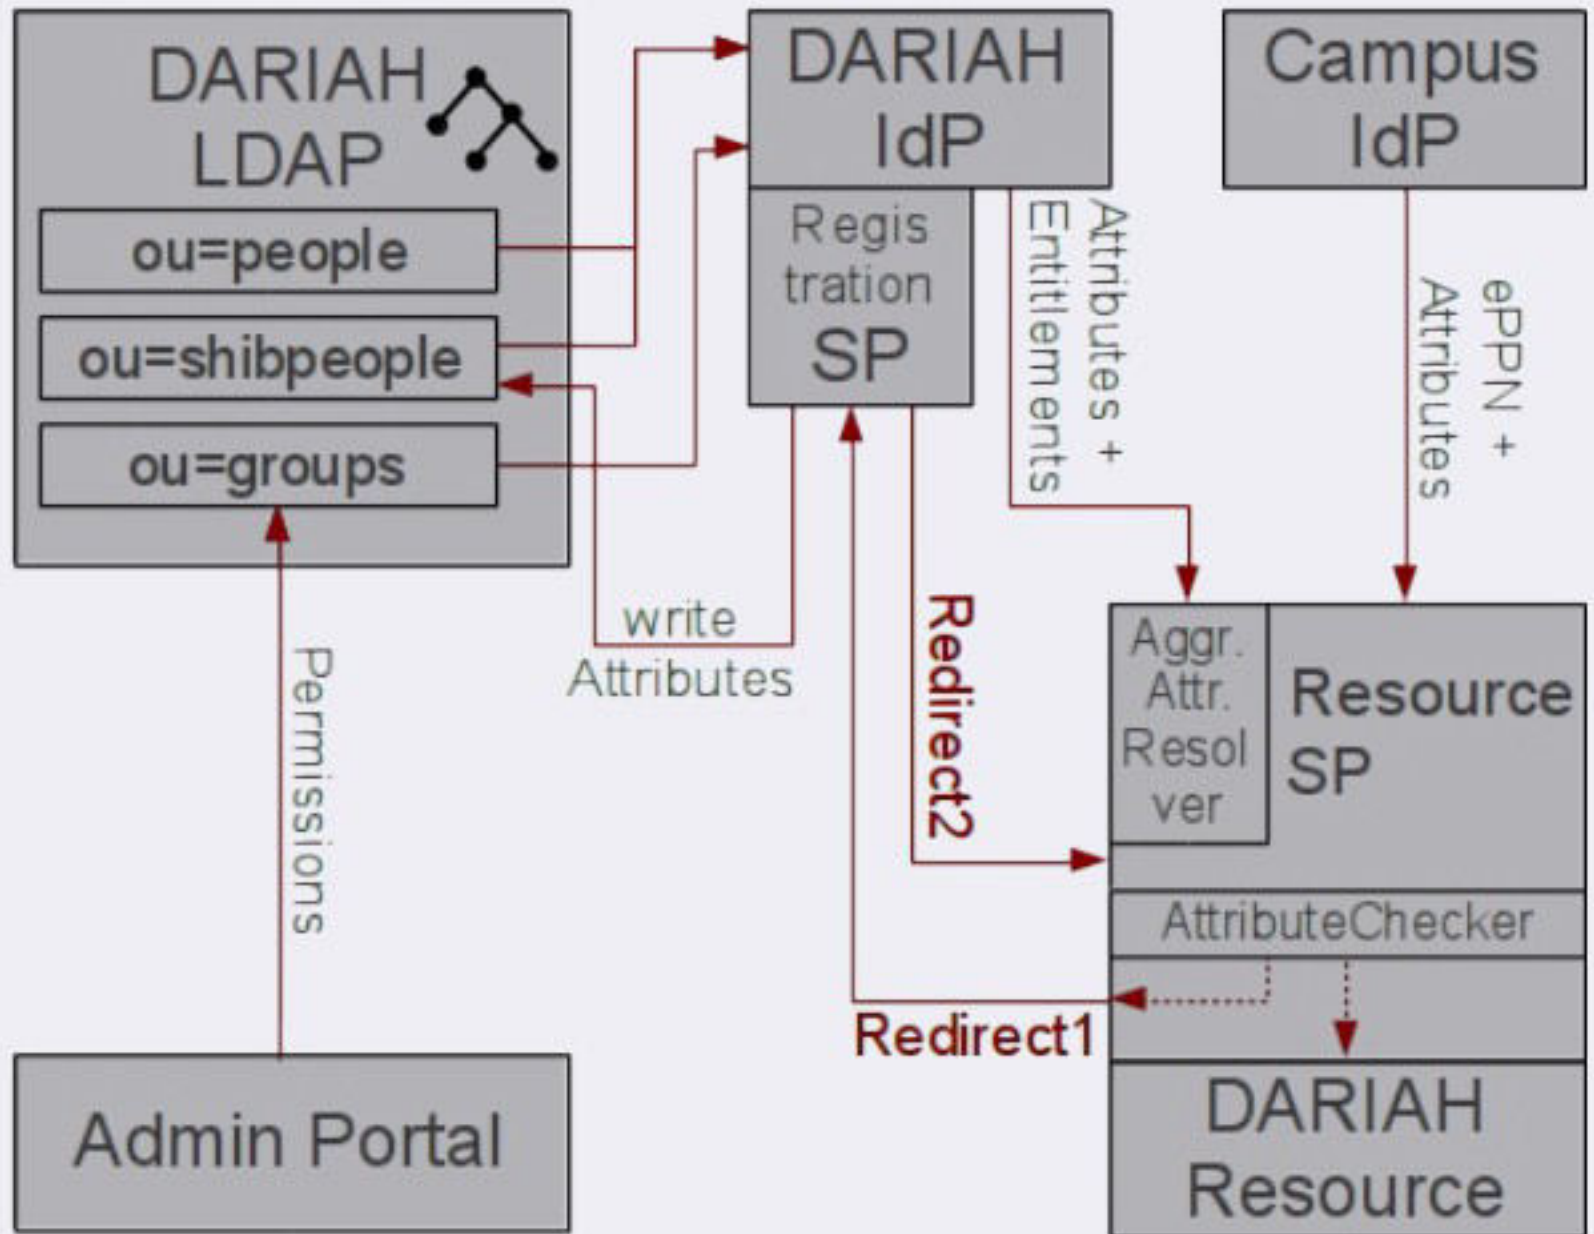 DARIAH
LDAP
ou=people
ou=shibpeople
ou=groups
DARIAH
IdP
Regis
tration
SP
Campus
IdP
Attributes +
Entitlements
ePPN +
Attributes
write
Attributes
Permissions
Redirect2
Aggr.
Attr.
Resol
ver
Resource
SP
AttributeChecker
Redirect1
Admin Portal
DARIAH
Resource